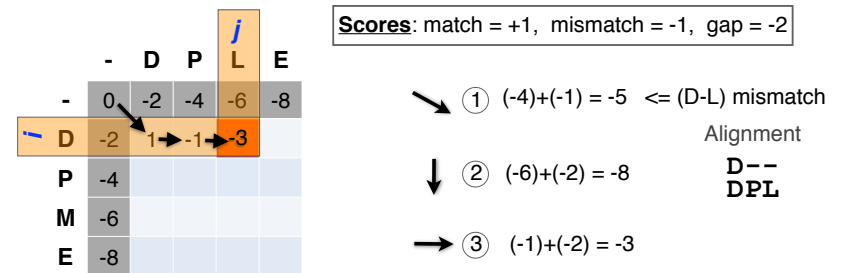 Scores: match = +1, mismatch = -1, gap = -2
j
- D P L E
- 0 -2 -4 -6 -8
i D -2 1 -1 -3
P -4
M -6
E -8
1 (-4)+(-1) = -5 <= (D-L) mismatch
Alignment
D--
DPL
2 (-6)+(-2) = -8
3 (-1)+(-2) = -3